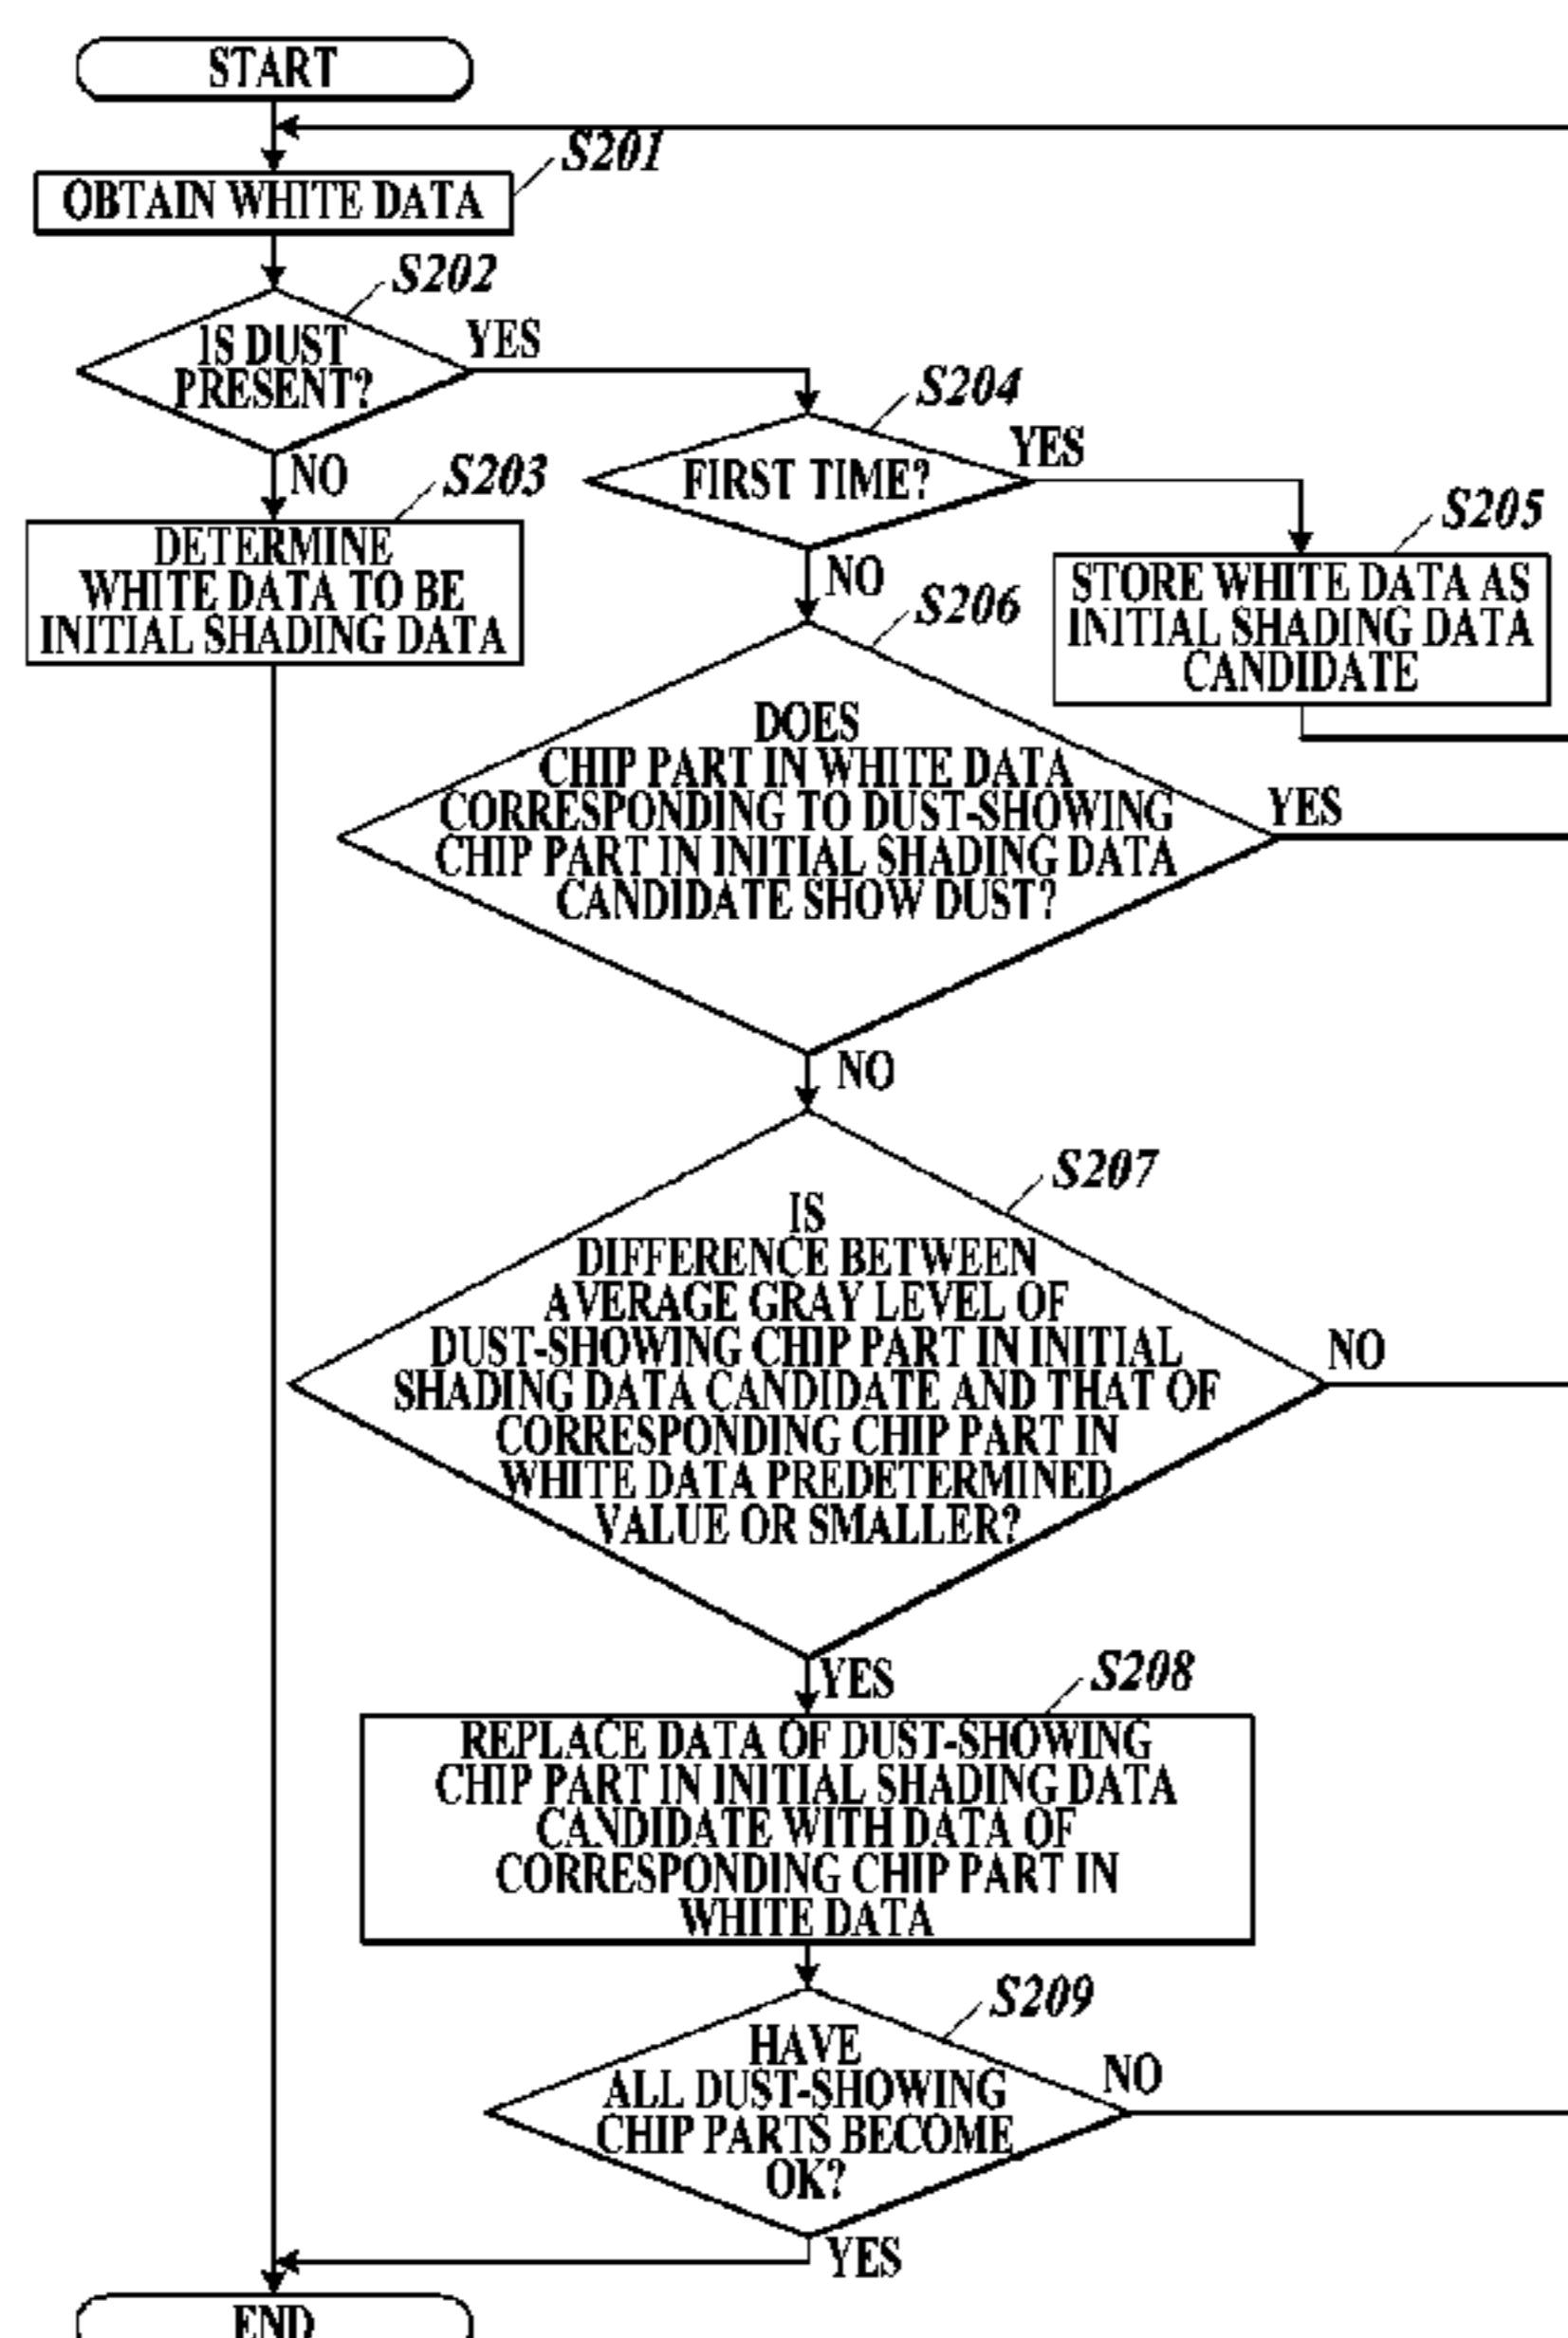 START
S201
OBTAIN WHITE DATA
S202
IS DUST
PRESENT?
YES
NO
S203
DETERMINE
WHITE DATA TO BE
INITIAL SHADING DATA
S204
FIRST TIME?
YES
NO
S205
STORE WHITE DATA AS
INITIAL SHADING DATA
CANDIDATE
S206
DOES
CHIP PART IN WHITE DATA
CORRESPONDING TO DUST-SHOWING
CHIP PART IN INITIAL SHADING DATA
CANDIDATE SHOW DUST?
YES
NO
S207
IS
DIFFERENCE BETWEEN
AVERAGE GRAY LEVEL OF
DUST-SHOWING CHIP PART IN INITIAL
SHADING DATA CANDIDATE AND THAT OF
CORRESPONDING CHIP PART IN
WHITE DATA PREDETERMINED
VALUE OR SMALLER?
NO
YES
S208
REPLACE DATA OF DUST-SHOWING
CHIP PART IN INITIAL SHADING DATA
CANDIDATE WITH DATA OF
CORRESPONDING CHIP PART IN
WHITE DATA
S209
HAVE
ALL DUST-SHOWING
CHIP PARTS BECOME
OK?
NO
YES
END